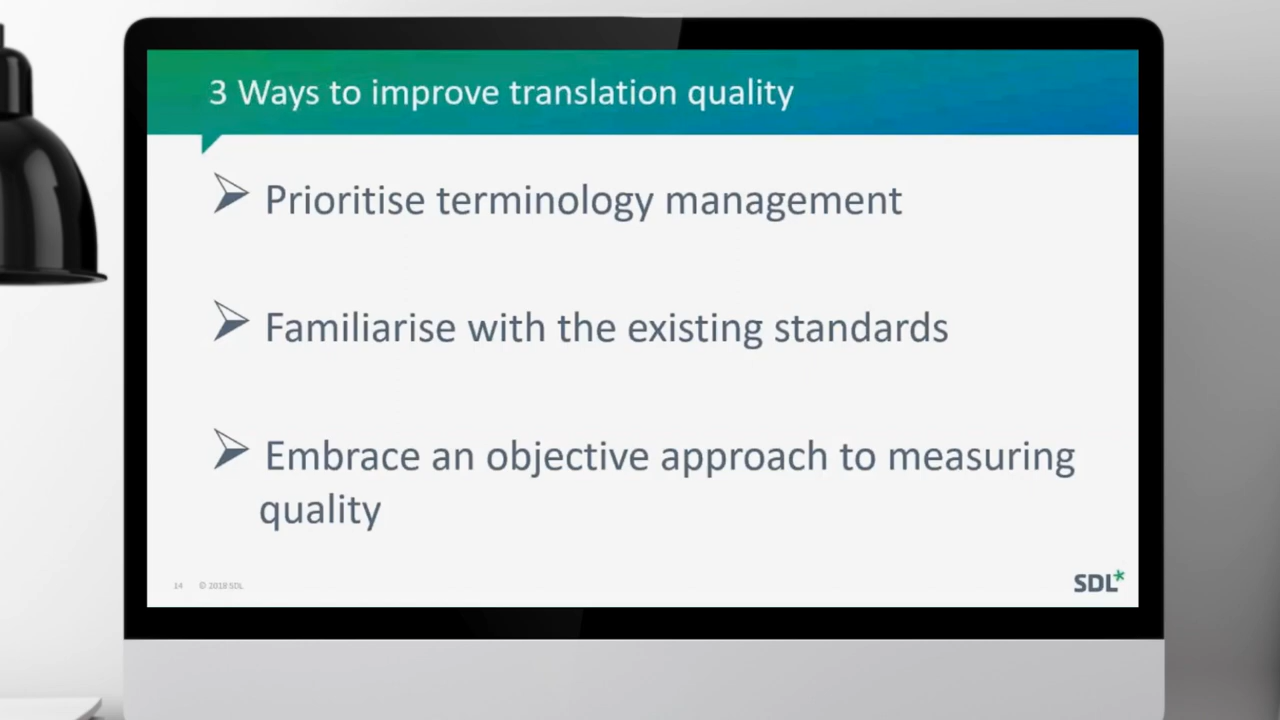 3 Ways to improve translation quality
Prioritise terminology management
Familiarise with the existing standards
Embrace an objective approach to measuring
quality
14 © 2018 SDL
SDL*